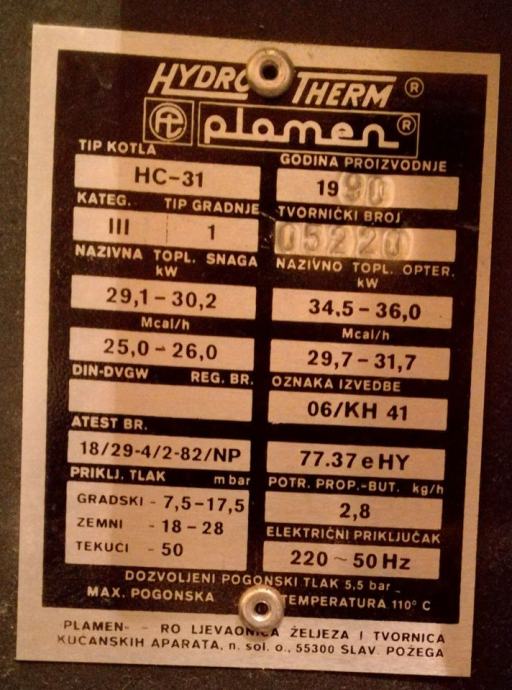 HYDRO THERM ®
plamen ®
TIP KOTLA
GODINA PROIZVODNJE
HC-31
1990
KATEG. TIP GRADNJE
TVORNIČKI BROJ
III 1
05220
NAZIVNA TOPL. SNAGA
kW
NAZIVNO TOPL. OPTER.
kW
29,1-30,2
34.5-36,0
Mcal/h
Mcal/h
25,0-26,0
29,7-31,7
DIN-DVGW REG. BR.
OZNAKA IZVEDBE
06/KH 41
ATEST BR.
18/29-4/2-82/NP
77.37 e HY
PRIKLJ. TLAK m bar
POTR. PROP.-BUT. kg/h
GRADSKI - 7,5-17,5
ZEMNI - 18-28
TEKUCI - 50
2,8
ELEKTRIČNI PRIKLJUČAK
220 ~ 50 Hz
DOZVOLJENI POGONSKI TLAK 5,5 bar -
MAX. POGONSKA TEMPERATURA 110° C
PLAMEN- - RO LJEVAONICA ŽELJEZA I TVORNICA
KUĆANSKIH APARATA, n. sol. o., 55300 SLAV. POŽEGA